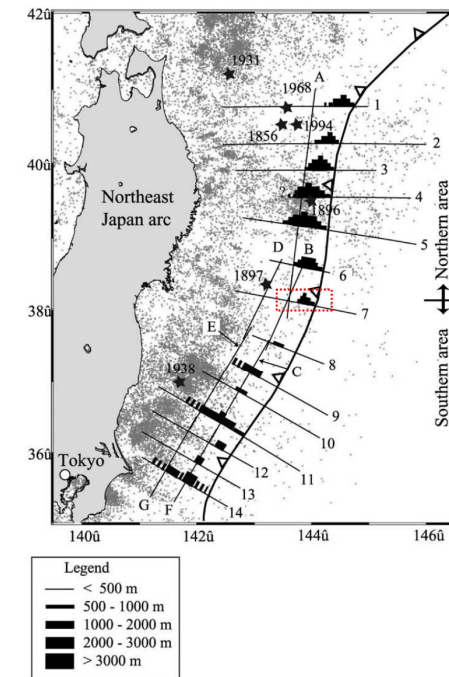 42û
40û
38û
36û
140û
142û
144û
146û
1931
1968
A
1
1856
1994
2
3
Northeast
Japan arc
?
4
1896
5
Northern area
Southern area
D
B
6
1897
7
E
8
C
9
10
1938
11
12
Tokyo
13
G
F
14
Legend
< 500 m
500 - 1000 m
1000 - 2000 m
2000 - 3000 m
> 3000 m